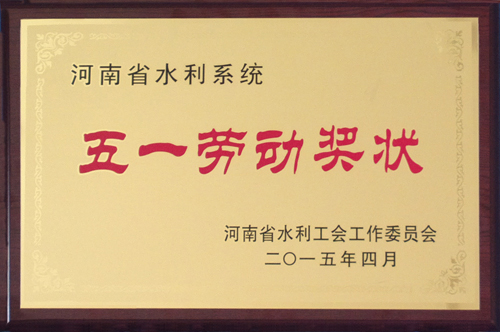 河南省水利系统
五一劳动奖状
河南省水利工会工作委员会
二〇一五年四月